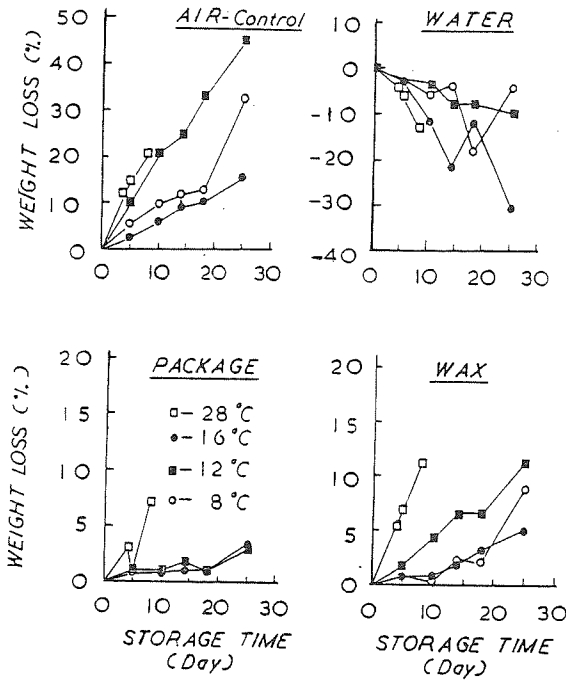 AIR-Control
WEIGHT LOSS (%)
50
40
30
20
10
0
0 10 20 30
WATER
10
0
-10
-20
-30
-40
0 10 20 30
PACKAGE
WEIGHT LOSS (%)
20
15
10
5
0
□ - 28 °C
● - 16 °C
■ - 12 °C
○ - 8 °C
0 10 20 30
STORAGE TIME
(Day)
WAX
20
15
10
5
0
0 10 20 30
STORAGE TIME
(Day)